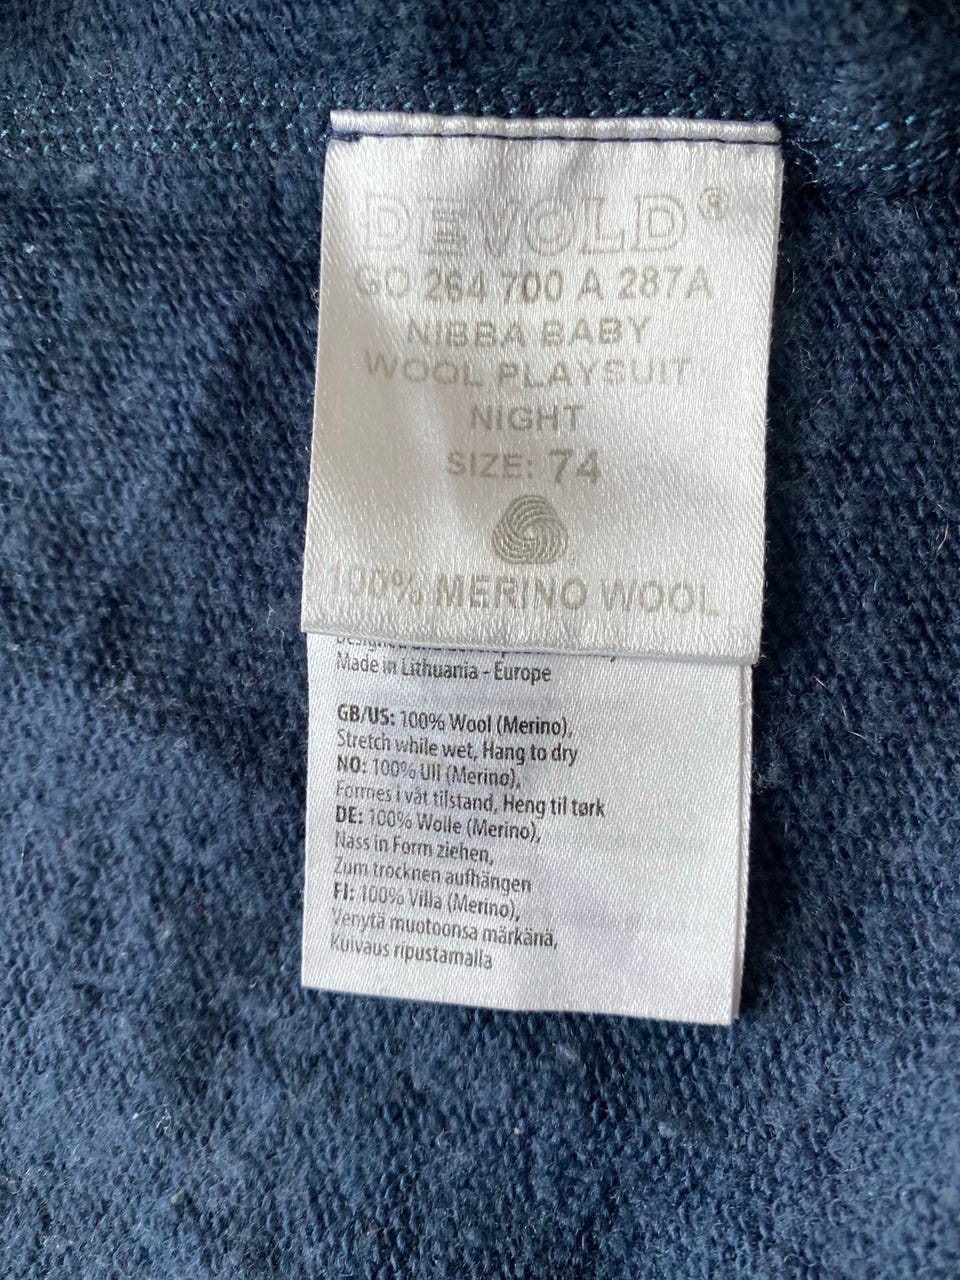 DEVOLD®
GO 264 700 A 287A
NIBBA BABY
WOOL PLAYSUIT
NIGHT
SIZE: 74
100% MERINO WOOL
Designed
Made in Lithuania - Europe
GB/US: 100% Wool (Merino),
Stretch while wet, Hang to dry
NO: 100% Ull (Merino),
Formes i våt tilstand, Heng til tørk
DE: 100% Wolle (Merino),
Nass in Form ziehen,
Zum trocknen aufhängen
FI: 100% Villa (Merino),
Venytä muotoonsa märkänä,
Kuivaus ripustamalla